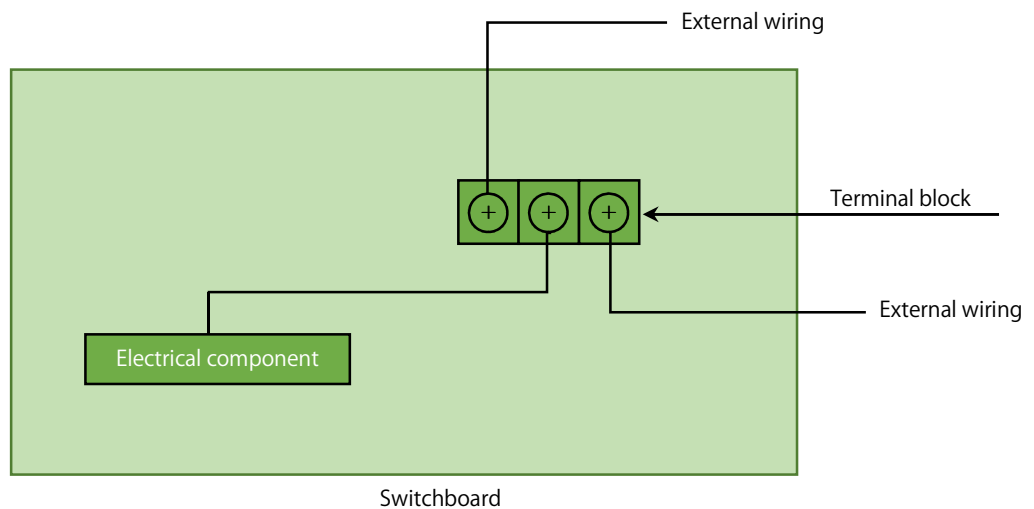 External wiring
Terminal block
External wiring
Electrical component
Switchboard